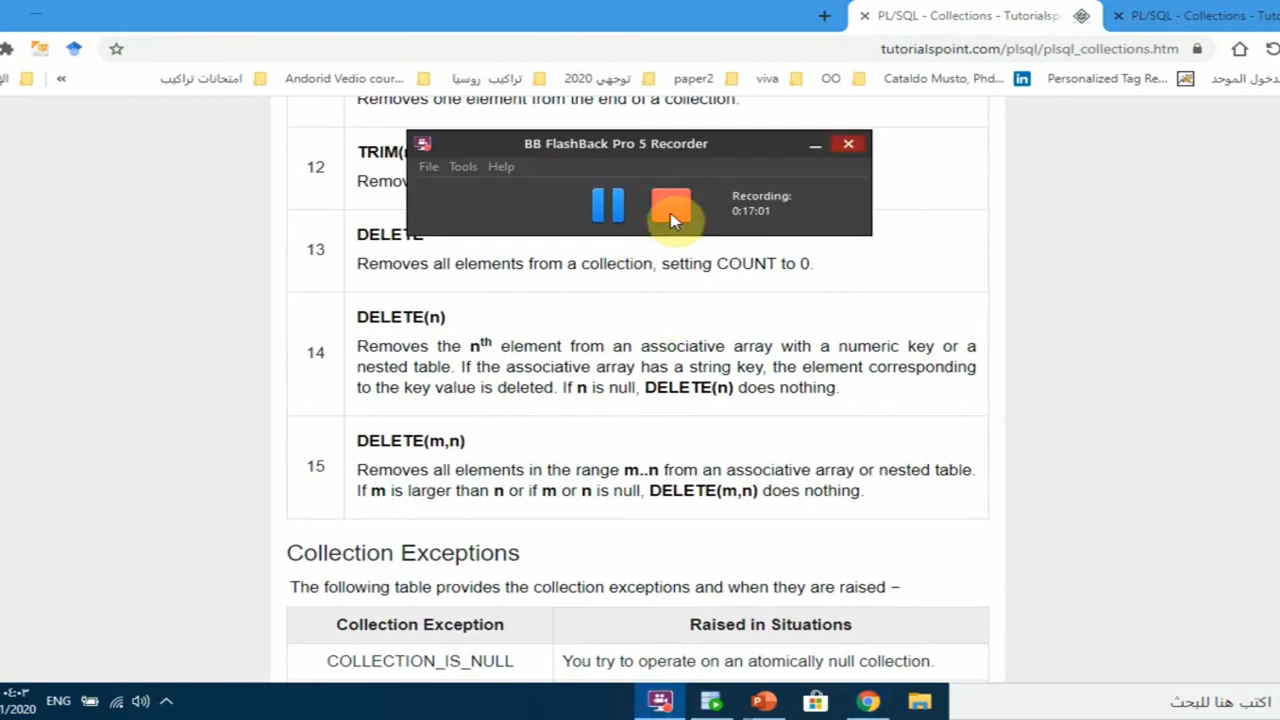 PL/SQL - Collections - Tutorialsp
PL/SQL - Collections - Tu
tutorialspoint.com/plsql/plsql_collections.htm
«
امتحانات تراكيب
Andorid Vedio cour...
تراكيب روسيا
توجهي 2020
paper2
viva
OO
Cataldo Musto, Phd...
Personalized Tag Re...
دخول الموحد
Removes one element from the end of a collection.
BB FlashBack Pro 5 Recorder
File Tools Help
Recording:
0:17:01
12
TRIM(
Remov
13
DELETE
Removes all elements from a collection, setting COUNT to 0.
14
DELETE(n)
Removes the nth element from an associative array with a numeric key or a
nested table. If the associative array has a string key, the element corresponding
to the key value is deleted. If n is null, DELETE(n) does nothing.
15
DELETE(m,n)
Removes all elements in the range m..n from an associative array or nested table.
If m is larger than n or if m or n is null, DELETE(m,n) does nothing.
Collection Exceptions
The following table provides the collection exceptions and when they are raised −
Collection Exception
Raised in Situations
COLLECTION_IS_NULL
You try to operate on an atomically null collection.
٠٤:٠٣
1/2020
ENG
اكتب هنا للبحث